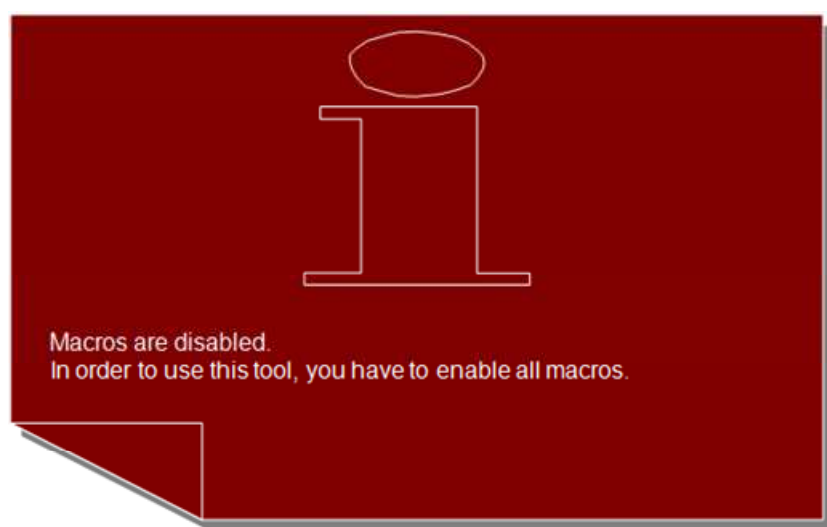 Macros are disabled.
In order to use this tool, you have to enable all macros.